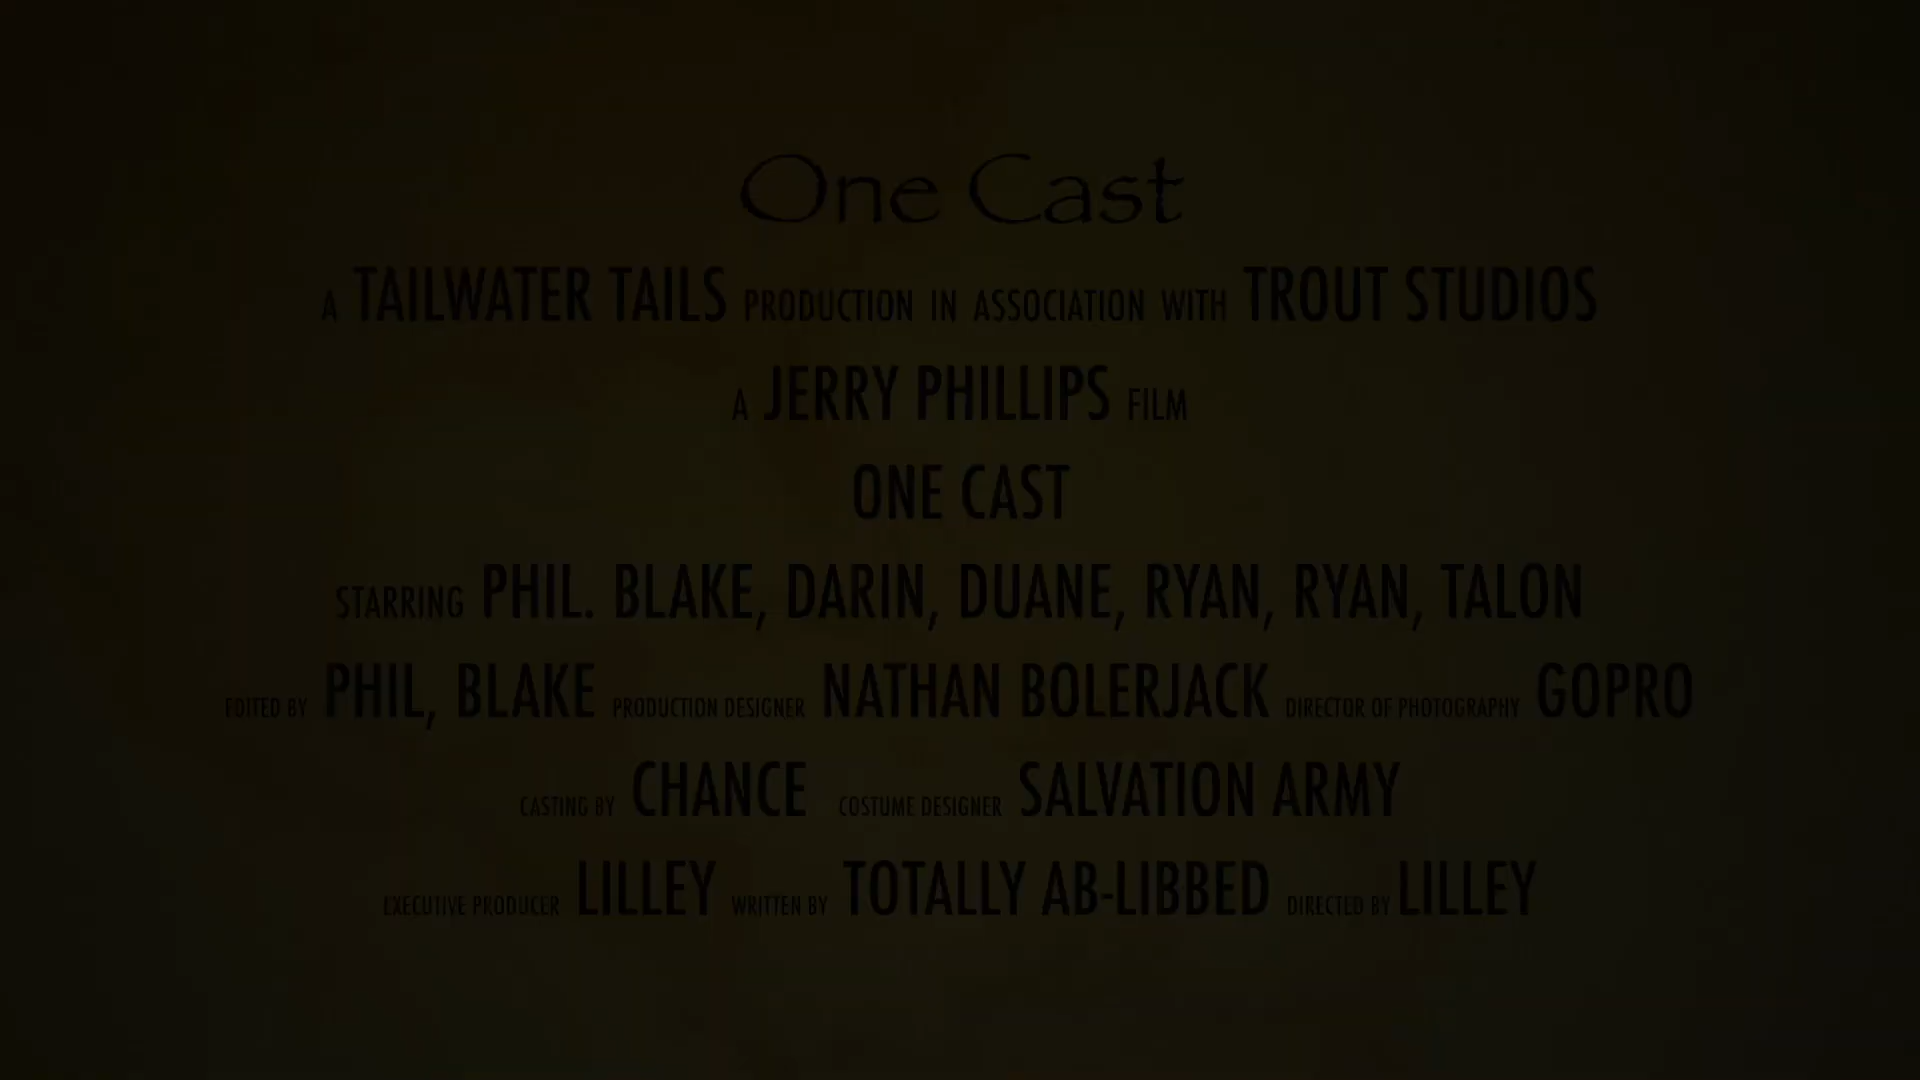 One Cast
A TAILWATER TAILS PRODUCTION IN ASSOCIATION WITH TROUT STUDIOS
A JERRY PHILLIPS FILM
ONE CAST
STARRING PHIL. BLAKE, DARIN, DUANE, RYAN, RYAN, TALON
EDITED BY PHIL, BLAKE PRODUCTION DESIGNER NATHAN BOLERJACK DIRECTOR OF PHOTOGRAPHY GOPRO
CASTING BY CHANCE COSTUME DESIGNER SALVATION ARMY
EXECUTIVE PRODUCER LILLEY WRITTEN BY TOTALLY AB-LIBBED DIRECTED BY LILLEY